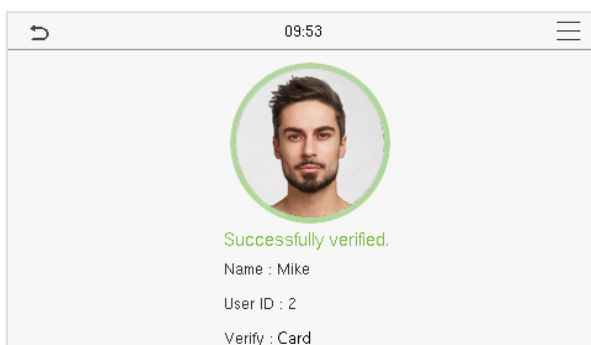 09:53
Successfully verified.
Name : Mike
User ID : 2
Verify : Card